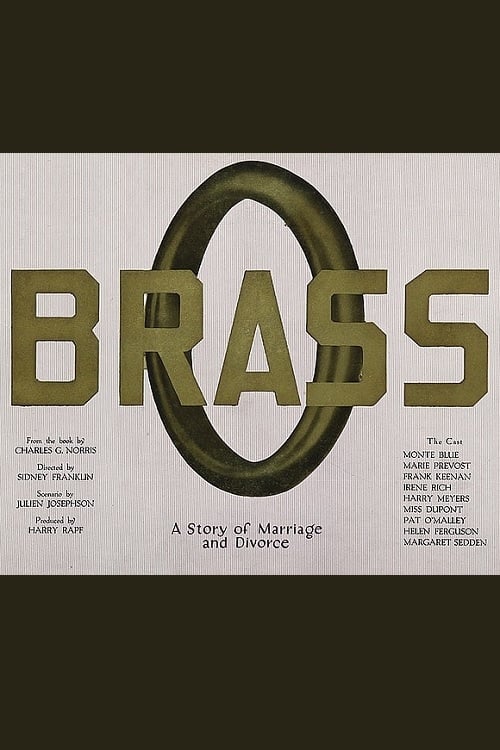 BRASS
From the book by
CHARLES G. NORRIS
Directed by
SIDNEY FRANKLIN
Scenario by
JULIEN JOSEPHSON
Produced by
HARRY RAPF
A Story of Marriage
and Divorce
The Cast
MONTE BLUE
MARIE PREVOST
FRANK KEENAN
IRENE RICH
HARRY MEYERS
MISS DUPONT
PAT O'MALLEY
HELEN FERGUSON
MARGARET SEDDEN